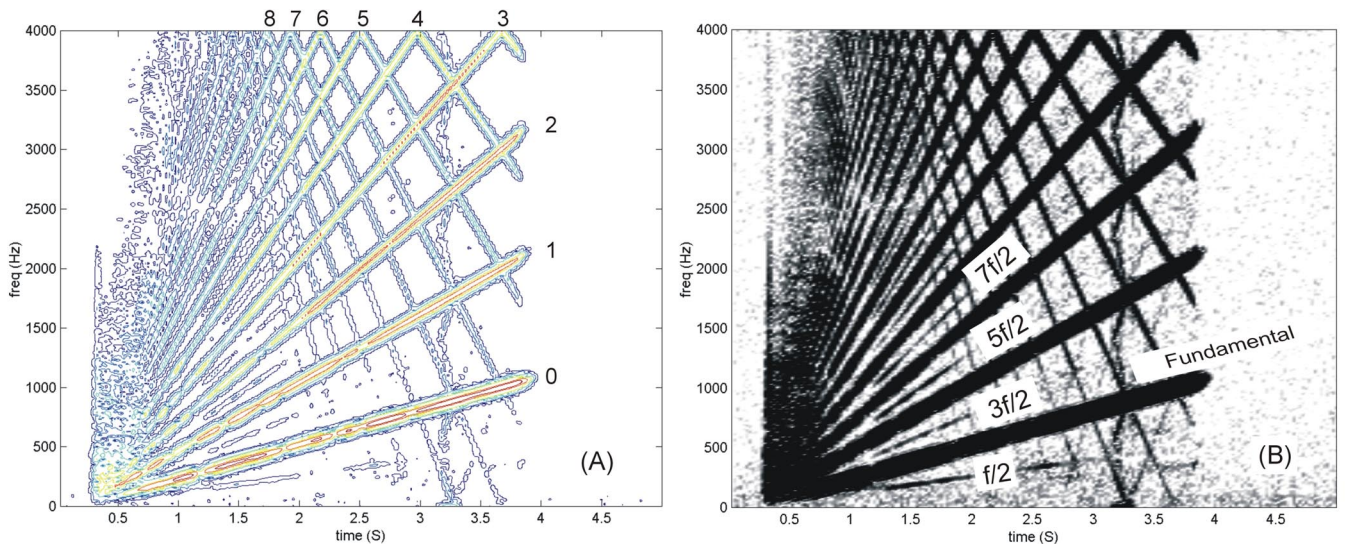 8 7 6 5 4 3
4000
3500
3000
2500
2000
1500
1000
500
0
freq (Hz)
2
1
0
(A)
0.5 1 1.5 2 2.5 3 3.5 4 4.5
time (S)
4000
3500
3000
2500
2000
1500
1000
500
0
freq (Hz)
7f/2
5f/2
Fundamental
3f/2
f/2
(B)
0.5 1 1.5 2 2.5 3 3.5 4 4.5
time (S)